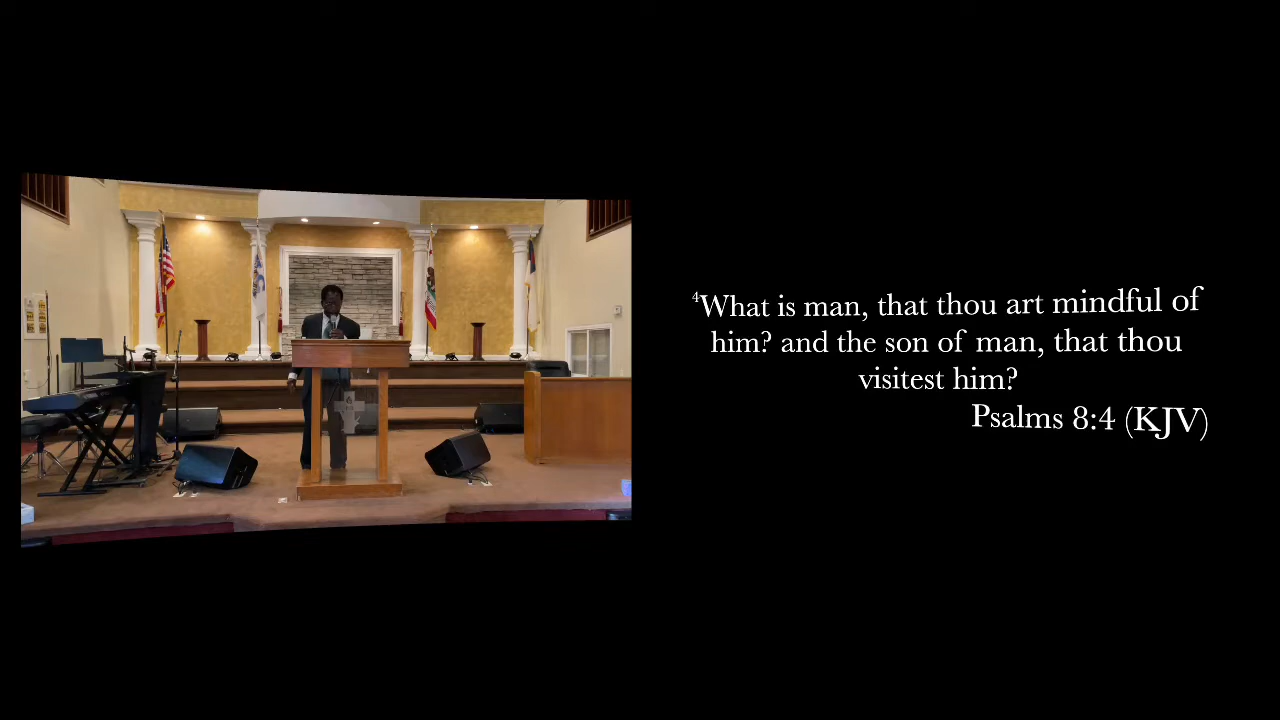 ⁴What is man, that thou art mindful of
him? and the son of man, that thou
visitest him?
Psalms 8:4 (KJV)